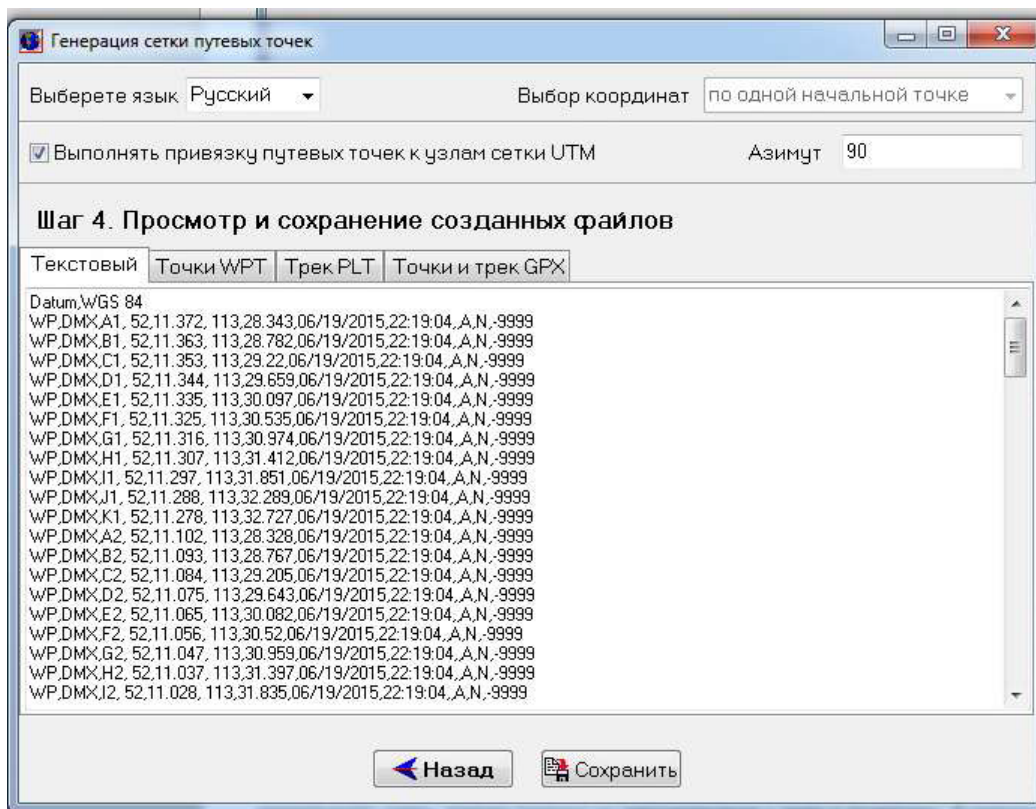 Генерация сетки путевых точек
Выберете язык Русский Выбор координат по одной начальной точке
Выполнять привязку путевых точек к узлам сетки UTM Азимут 90
Шаг 4. Просмотр и сохранение созданных файлов
Текстовый Точки WPT Трек PLT Точки и трек GPX
Datum,WGS 84
WP,DMX,A1, 52,11.372, 113,28.343,06/19/2015,22:19:04,,A,N,-9999
WP,DMX,B1, 52,11.363, 113,28.782,06/19/2015,22:19:04,,A,N,-9999
WP,DMX,C1, 52,11.353, 113,29.22,06/19/2015,22:19:04,,A,N,-9999
WP,DMX,D1, 52,11.344, 113,29.659,06/19/2015,22:19:04,,A,N,-9999
WP,DMX,E1, 52,11.335, 113,30.097,06/19/2015,22:19:04,,A,N,-9999
WP,DMX,F1, 52,11.325, 113,30.535,06/19/2015,22:19:04,,A,N,-9999
WP,DMX,G1, 52,11.316, 113,30.974,06/19/2015,22:19:04,,A,N,-9999
WP,DMX,H1, 52,11.307, 113,31.412,06/19/2015,22:19:04,,A,N,-9999
WP,DMX,I1, 52,11.297, 113,31.851,06/19/2015,22:19:04,,A,N,-9999
WP,DMX,J1, 52,11.288, 113,32.289,06/19/2015,22:19:04,,A,N,-9999
WP,DMX,K1, 52,11.278, 113,32.727,06/19/2015,22:19:04,,A,N,-9999
WP,DMX,A2, 52,11.102, 113,28.328,06/19/2015,22:19:04,,A,N,-9999
WP,DMX,B2, 52,11.093, 113,28.767,06/19/2015,22:19:04,,A,N,-9999
WP,DMX,C2, 52,11.084, 113,29.205,06/19/2015,22:19:04,,A,N,-9999
WP,DMX,D2, 52,11.075, 113,29.643,06/19/2015,22:19:04,,A,N,-9999
WP,DMX,E2, 52,11.065, 113,30.082,06/19/2015,22:19:04,,A,N,-9999
WP,DMX,F2, 52,11.056, 113,30.52,06/19/2015,22:19:04,,A,N,-9999
WP,DMX,G2, 52,11.047, 113,30.959,06/19/2015,22:19:04,,A,N,-9999
WP,DMX,H2, 52,11.037, 113,31.397,06/19/2015,22:19:04,,A,N,-9999
WP,DMX,I2, 52,11.028, 113,31.835,06/19/2015,22:19:04,,A,N,-9999
Назад Сохранить